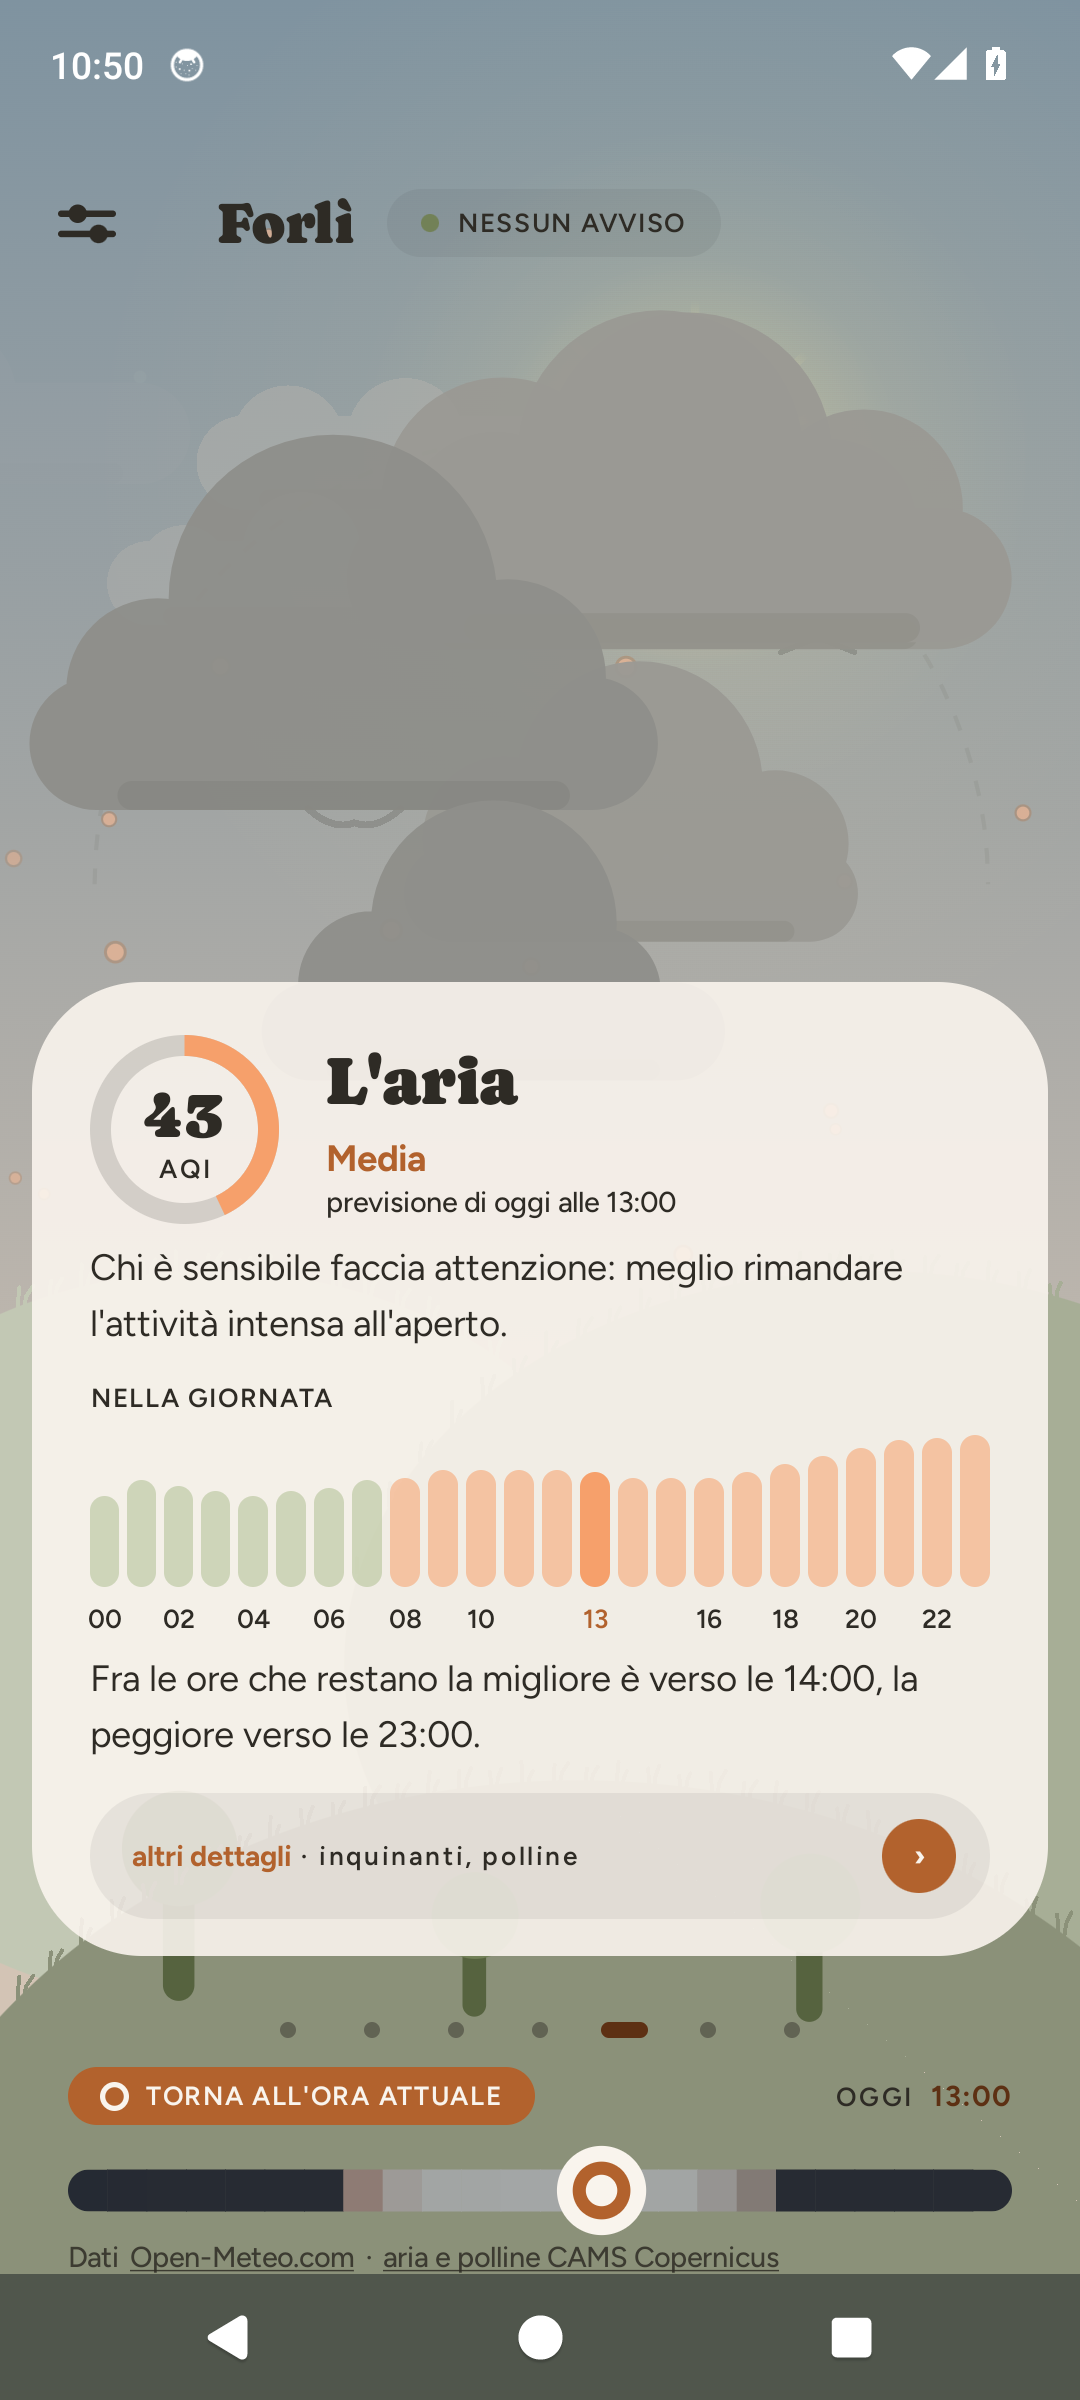 10:50
Forlì
NESSUN AVVISO
43
AQI
L'aria
Media
previsione di oggi alle 13:00
Chi è sensibile faccia attenzione: meglio rimandare
l'attività intensa all'aperto.
NELLA GIORNATA
00 02 04 06 08 10 13 16 18 20 22
Fra le ore che restano la migliore è verso le 14:00, la
peggiore verso le 23:00.
altri dettagli · inquinanti, polline ›
TORNA ALL'ORA ATTUALE
OGGI 13:00
Dati Open-Meteo.com · aria e polline CAMS Copernicus